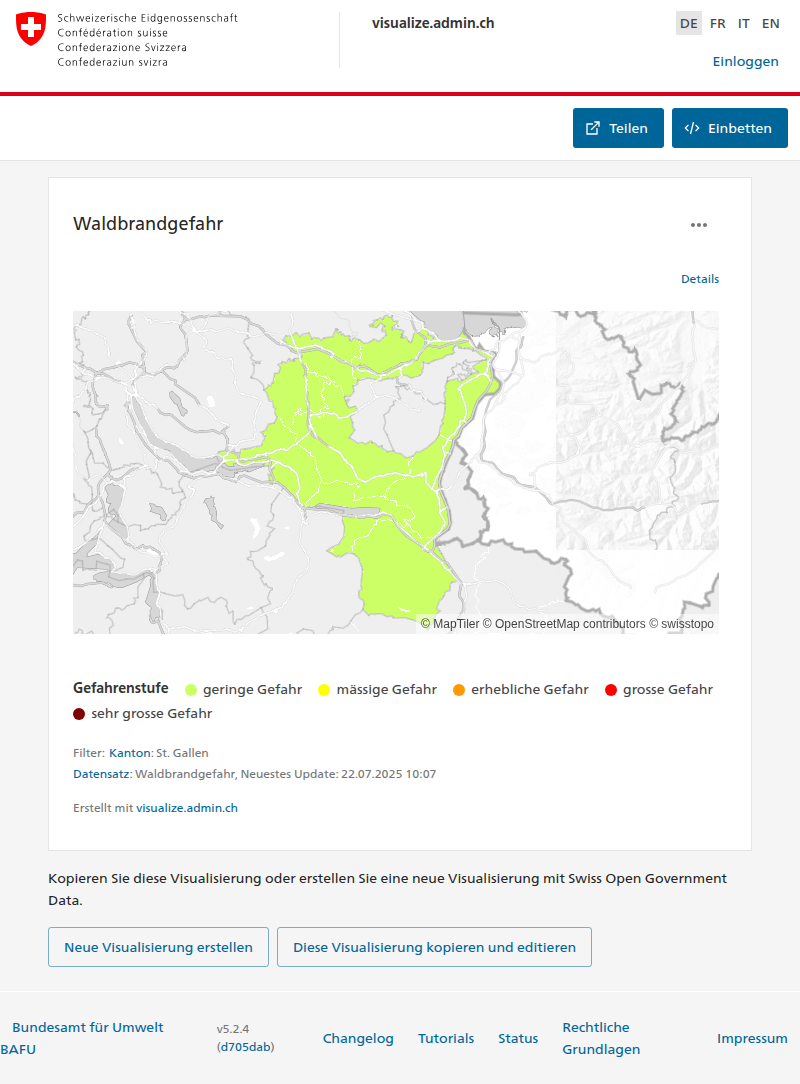 Schweizerische Eidgenossenschaft
Confédération suisse
Confederazione Svizzera
Confederaziun svizra
visualize.admin.ch
DE FR IT EN
Einloggen
Teilen
Einbetten
Waldbrandgefahr
Details
© MapTiler © OpenStreetMap contributors © swisstopo
Gefahrenstufe geringe Gefahr mässige Gefahr erhebliche Gefahr grosse Gefahr
sehr grosse Gefahr
Filter: Kanton: St. Gallen
Datensatz: Waldbrandgefahr, Neuestes Update: 22.07.2025 10:07
Erstellt mit visualize.admin.ch
Kopieren Sie diese Visualisierung oder erstellen Sie eine neue Visualisierung mit Swiss Open Government
Data.
Neue Visualisierung erstellen
Diese Visualisierung kopieren und editieren
Bundesamt für Umwelt
BAFU
v5.2.4
(d705dab)
Changelog
Tutorials
Status
Rechtliche
Grundlagen
Impressum